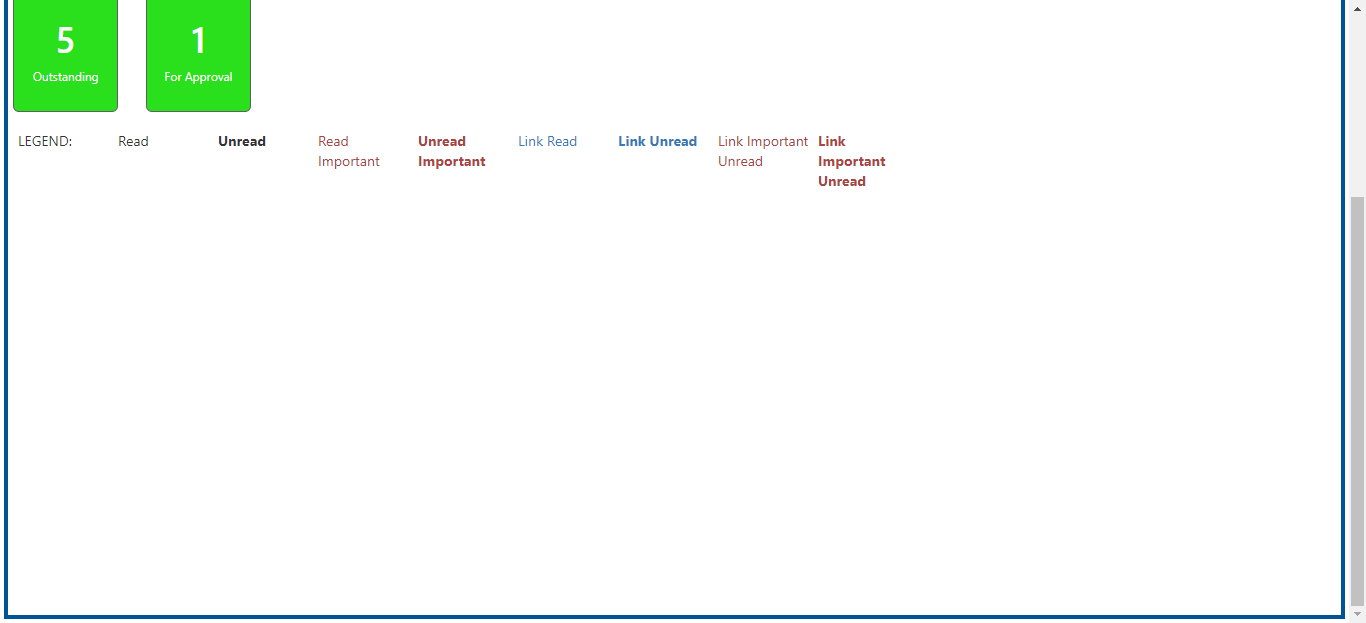 5
Outstanding
1
For Approval
LEGEND:
Read
Unread
Read
Important
Unread
Important
Link Read
Link Unread
Link Important
Unread
Link
Important
Unread